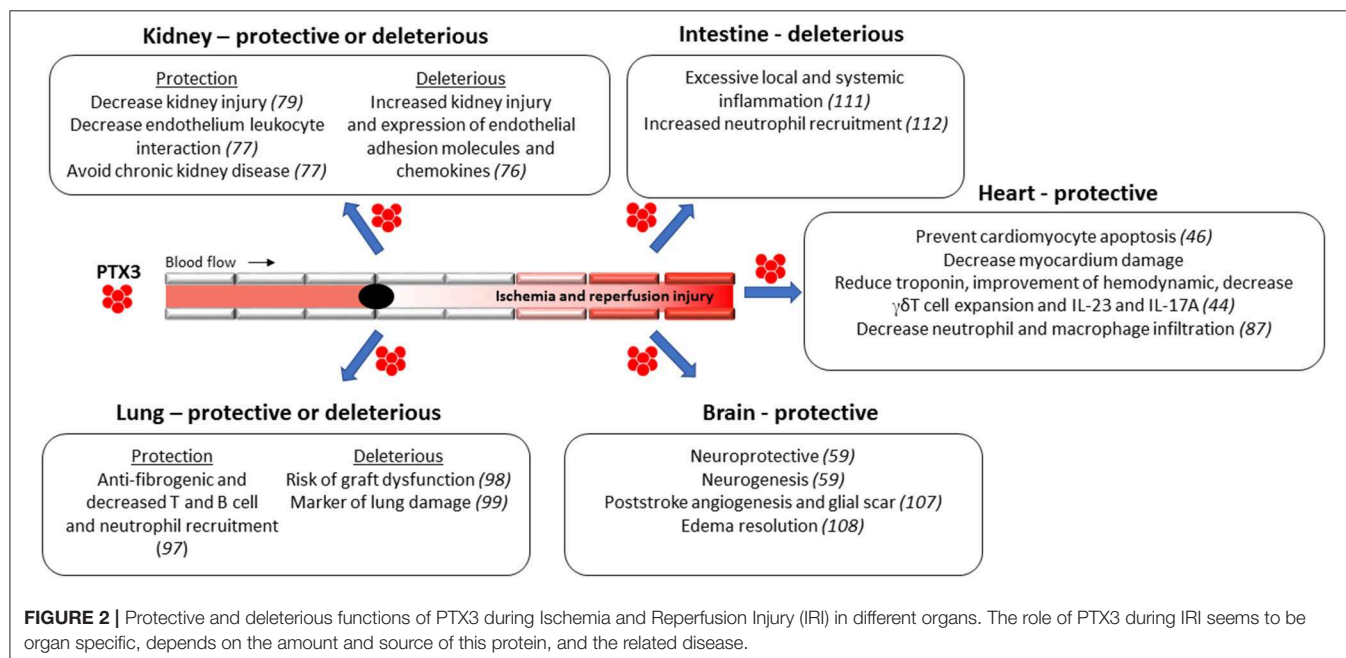 Kidney – protective or deleterious
Protection
Decrease kidney injury (79)
Decrease endothelium leukocyte
interaction (77)
Avoid chronic kidney disease (77)
Deleterious
Increased kidney injury
and expression of endothelial
adhesion molecules and
chemokines (76)
Intestine - deleterious
Excessive local and systemic
inflammation (111)
Increased neutrophil recruitment (112)
Heart - protective
Prevent cardiomyocyte apoptosis (46)
Decrease myocardium damage
Reduce troponin, improvement of hemodynamic, decrease
γδT cell expansion and IL-23 and IL-17A (44)
Decrease neutrophil and macrophage infiltration (87)
PTX3
Blood flow
Ischemia and reperfusion injury
Lung – protective or deleterious
Protection
Anti-fibrogenic and
decreased T and B cell
and neutrophil recruitment
(97)
Deleterious
Risk of graft dysfunction (98)
Marker of lung damage (99)
Brain - protective
Neuroprotective (59)
Neurogenesis (59)
Poststroke angiogenesis and glial scar (107)
Edema resolution (108)
FIGURE 2 | Protective and deleterious functions of PTX3 during Ischemia and Reperfusion Injury (IRI) in different organs. The role of PTX3 during IRI seems to be
organ specific, depends on the amount and source of this protein, and the related disease.